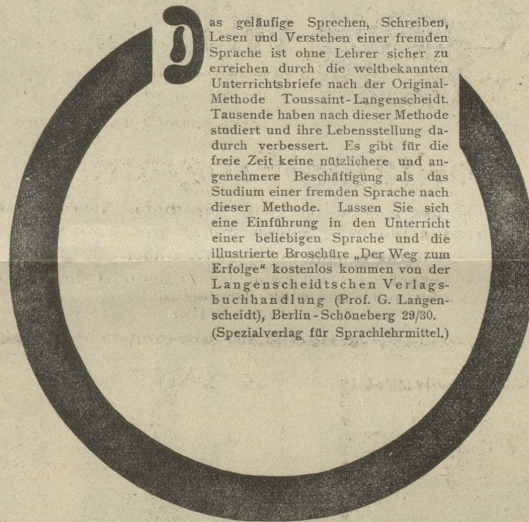 Das geläufige Sprechen, Schreiben,
Lesen und Verstehen einer fremden
Sprache ist ohne Lehrer sicher zu
erreichen durch die weltbekannten
Unterrichtsbriefe nach der Original-
Methode Toussaint-Langenscheidt.
Tausende haben nach dieser Methode
studiert und ihre Lebensstellung da-
durch verbessert. Es gibt für die
freie Zeit keine nützlichere und an-
genehmere Beschäftigung als das
Studium einer fremden Sprache nach
dieser Methode. Lassen Sie sich
eine Einführung in den Unterricht
einer beliebigen Sprache und die
illustrierte Broschüre „Der Weg zum
Erfolge“ kostenlos kommen von der
Langenscheidtschen Verlags-
buchhandlung (Prof. G. Langen-
scheidt), Berlin-Schöneberg 29/30.
(Spezialverlag für Sprachlehrmittel.)